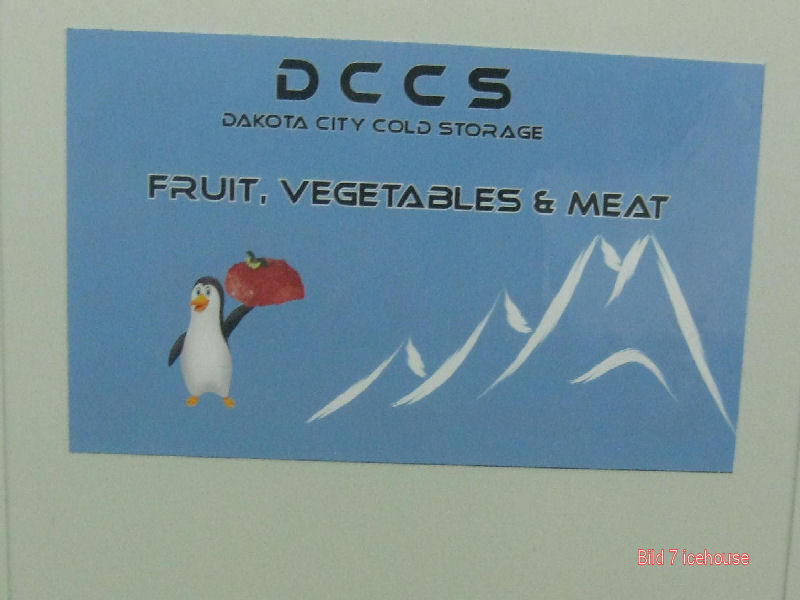 DCCS
DAKOTA CITY COLD STORAGE
FRUIT, VEGETABLES & MEAT
Bild 7 icehouse